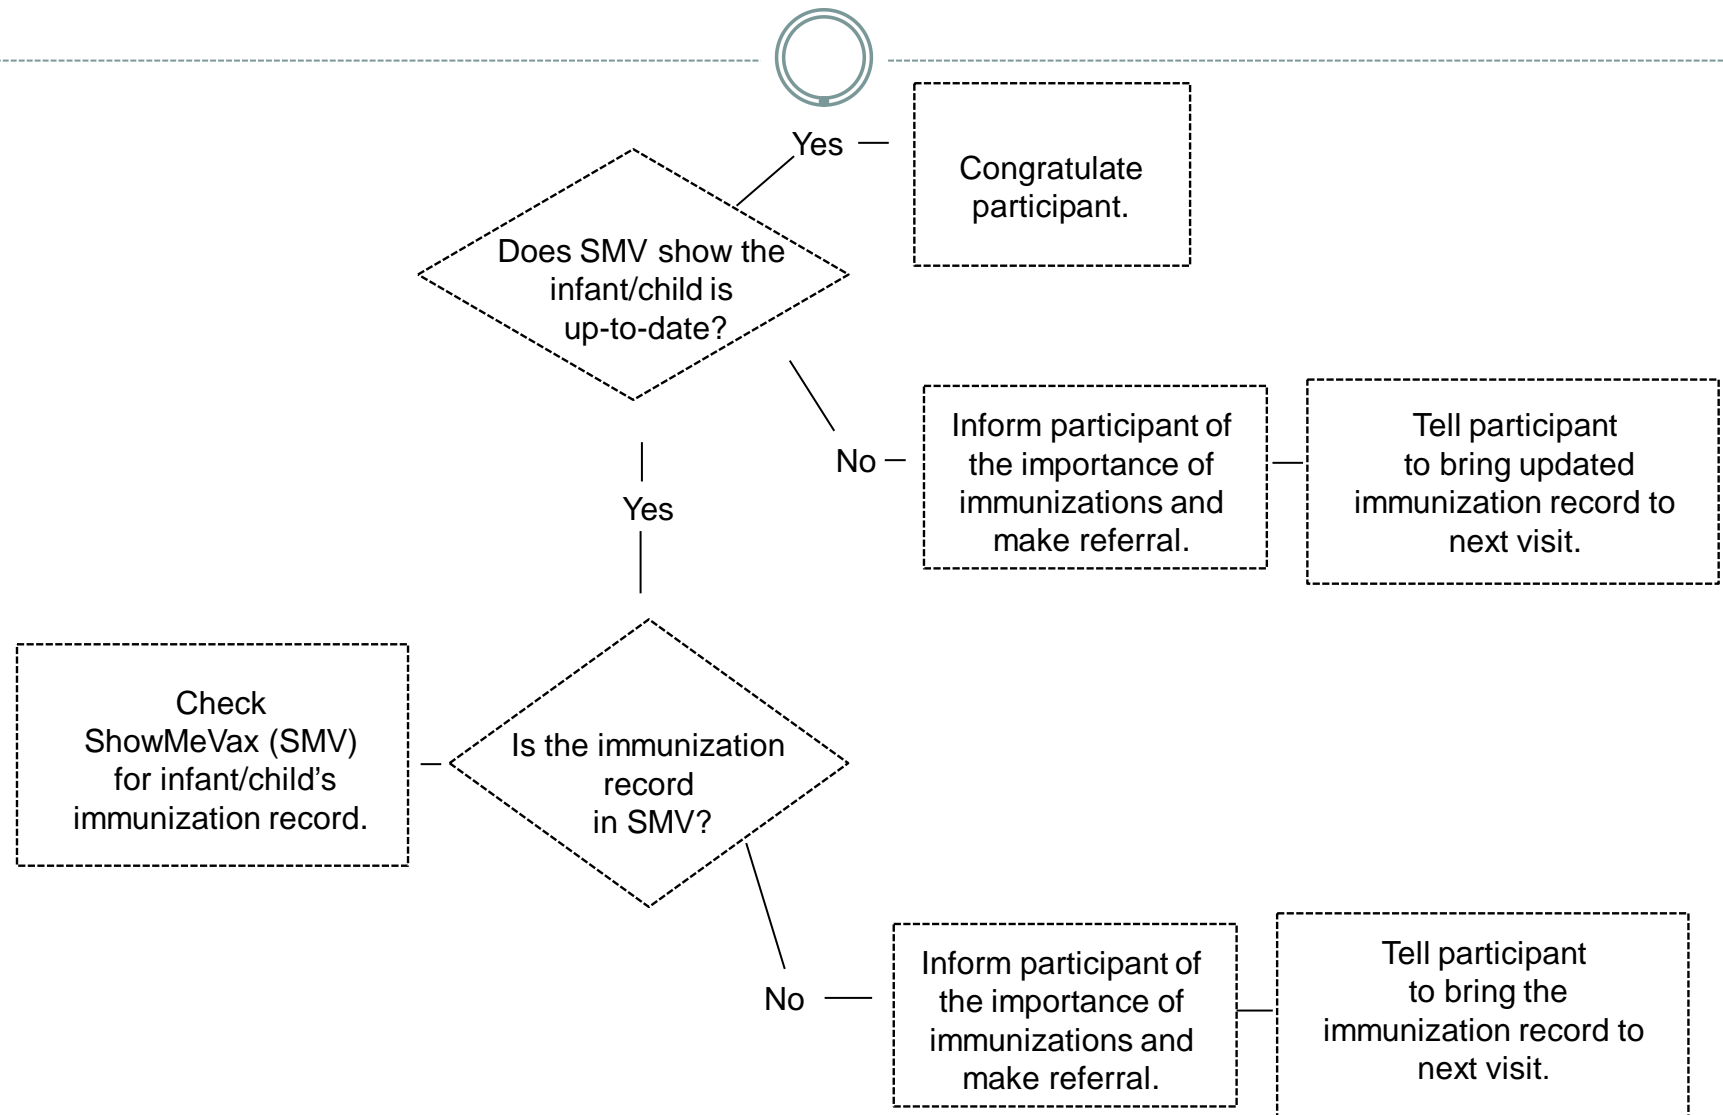 Yes
Congratulate
participant.
Does SMV show the
infant/child is
up-to-date?
No
Inform participant of
the importance of
immunizations and
make referral.
Tell participant
to bring updated
immunization record to
next visit.
Yes
Check
ShowMeVax (SMV)
for infant/child’s
immunization record.
Is the immunization
record
in SMV?
No
Inform participant of
the importance of
immunizations and
make referral.
Tell participant
to bring the
immunization record to
next visit.